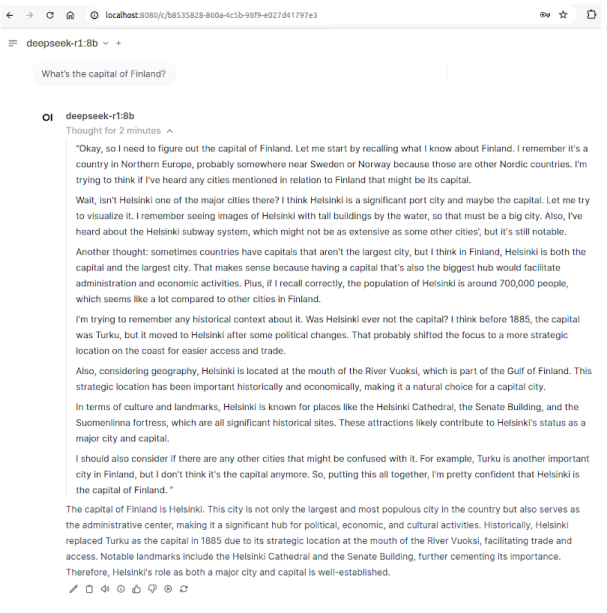 localhost:8080/c/b8535828-860a-4c5b-98f9-e027d41797e3
deepseek-r1:8b
What's the capital of Finland?
OI deepseek-r1:8b
Thought for 2 minutes
"Okay, so I need to figure out the capital of Finland. Let me start by recalling what I know about Finland. I remember it's a
country in Northern Europe, probably somewhere near Sweden or Norway because those are other Nordic countries. I'm
trying to think if I've heard any cities mentioned in relation to Finland that might be its capital.
Wait, isn't Helsinki one of the major cities there? I think Helsinki is a significant port city and maybe the capital. Let me try
to visualize it. I remember seeing images of Helsinki with tall buildings by the water, so that must be a big city. Also, I've
heard about the Helsinki subway system, which might not be as extensive as some other cities', but it's still notable.
Another thought: sometimes countries have capitals that aren't the largest city, but I think in Finland, Helsinki is both the
capital and the largest city. That makes sense because having a capital that's also the biggest hub would facilitate
administration and economic activities. Plus, if I recall correctly, the population of Helsinki is around 700,000 people,
which seems like a lot compared to other cities in Finland.
I'm trying to remember any historical context about it. Was Helsinki ever not the capital? I think before 1885, the capital
was Turku, but it moved to Helsinki after some political changes. That probably shifted the focus to a more strategic
location on the coast for easier access and trade.
Also, considering geography, Helsinki is located at the mouth of the River Vuoksi, which is part of the Gulf of Finland. This
strategic location has been important historically and economically, making it a natural choice for a capital city.
In terms of culture and landmarks, Helsinki is known for places like the Helsinki Cathedral, the Senate Building, and the
Suomenlinna fortress, which are all significant historical sites. These attractions likely contribute to Helsinki's status as a
major city and capital.
I should also consider if there are any other cities that might be confused with it. For example, Turku is another important
city in Finland, but I don't think it's the capital anymore. So, putting this all together, I'm pretty confident that Helsinki is
the capital of Finland. "
The capital of Finland is Helsinki. This city is not only the largest and most populous city in the country but also serves as
the administrative center, making it a significant hub for political, economic, and cultural activities. Historically, Helsinki
replaced Turku as the capital in 1885 due to its strategic location at the mouth of the River Vuoksi, facilitating trade and
access. Notable landmarks include the Helsinki Cathedral and the Senate Building, further cementing its importance.
Therefore, Helsinki's role as both a major city and capital is well-established.